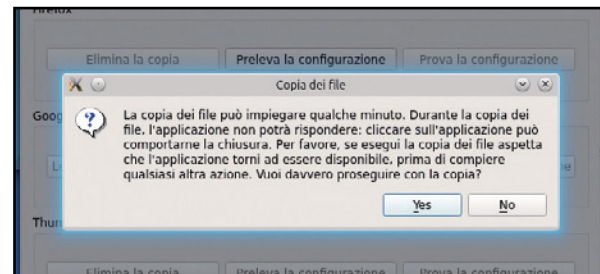 Firefox
Elimina la copia Preleva la configurazione Prova la configurazione
Copia dei file
La copia dei file può impiegare qualche minuto. Durante la copia dei
file, l'applicazione non potrà rispondere: cliccare sull'applicazione può
comportarne la chiusura. Per favore, se esegui la copia dei file aspetta
che l'applicazione torni ad essere disponibile, prima di compiere
qualsiasi altra azione. Vuoi davvero proseguire con la copia?
Yes No
Elimina la copia Preleva la configurazione Prova la configurazione